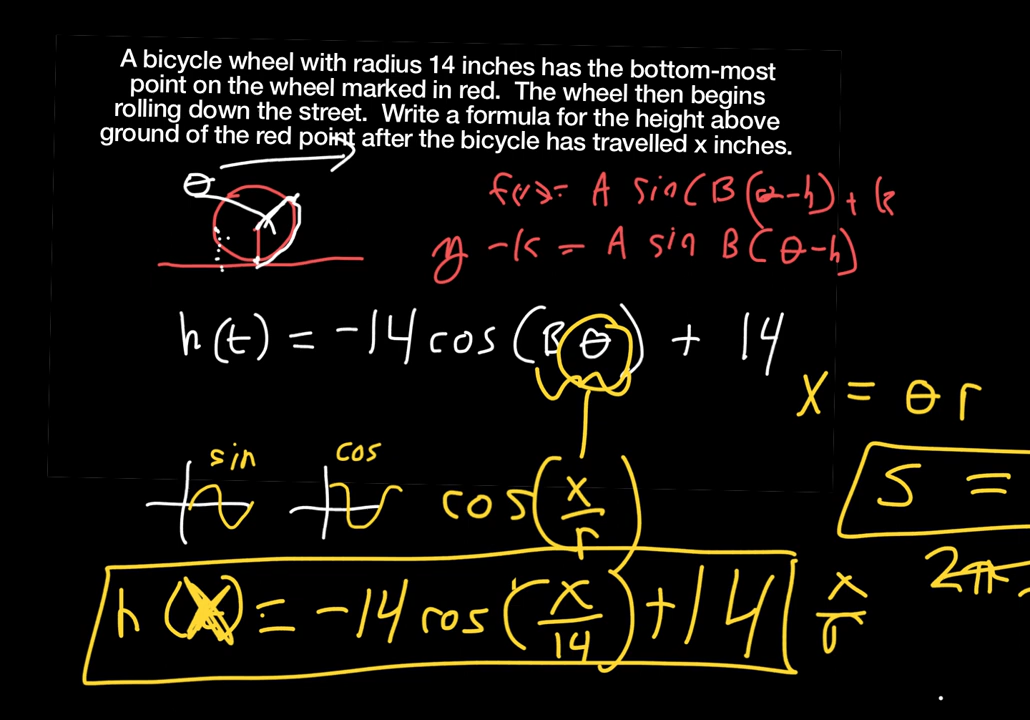 A bicycle wheel with radius 14 inches has the bottom-most
point on the wheel marked in red. The wheel then begins
rolling down the street. Write a formula for the height above
ground of the red point after the bicycle has travelled x inches.
θ
f(x)= A sin(B(θ-h)+k
y -k = A sin B(θ-h)
h(t) = -14 cos(Bθ) + 14
x = θ r
sin
cos
cos(x/r)
s =
2π
h(x) = -14 cos(x/14)+14